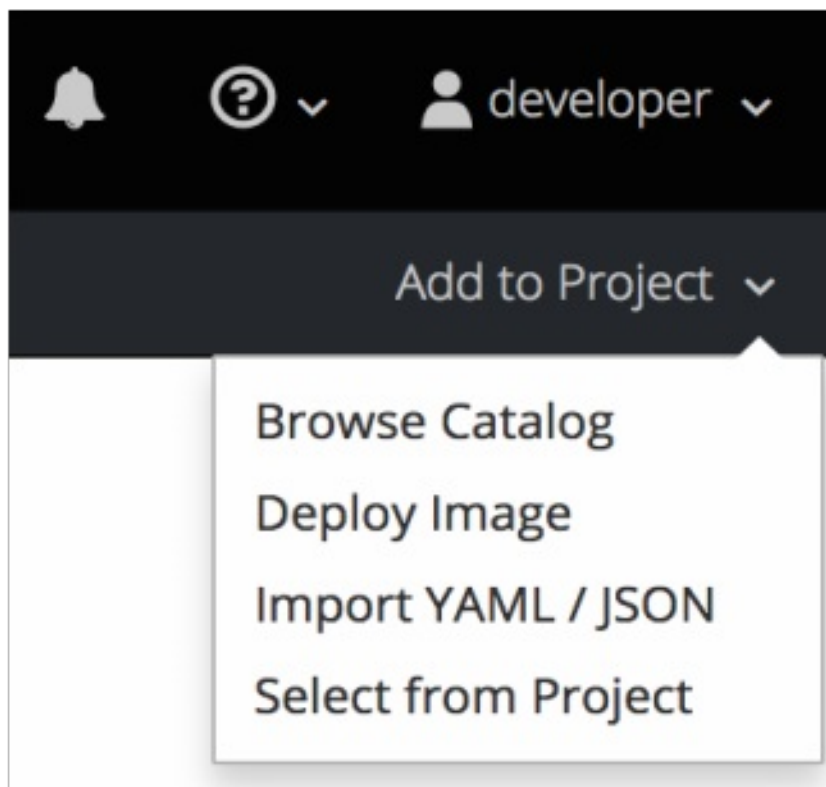 developer
Add to Project
Browse Catalog
Deploy Image
Import YAML / JSON
Select from Project